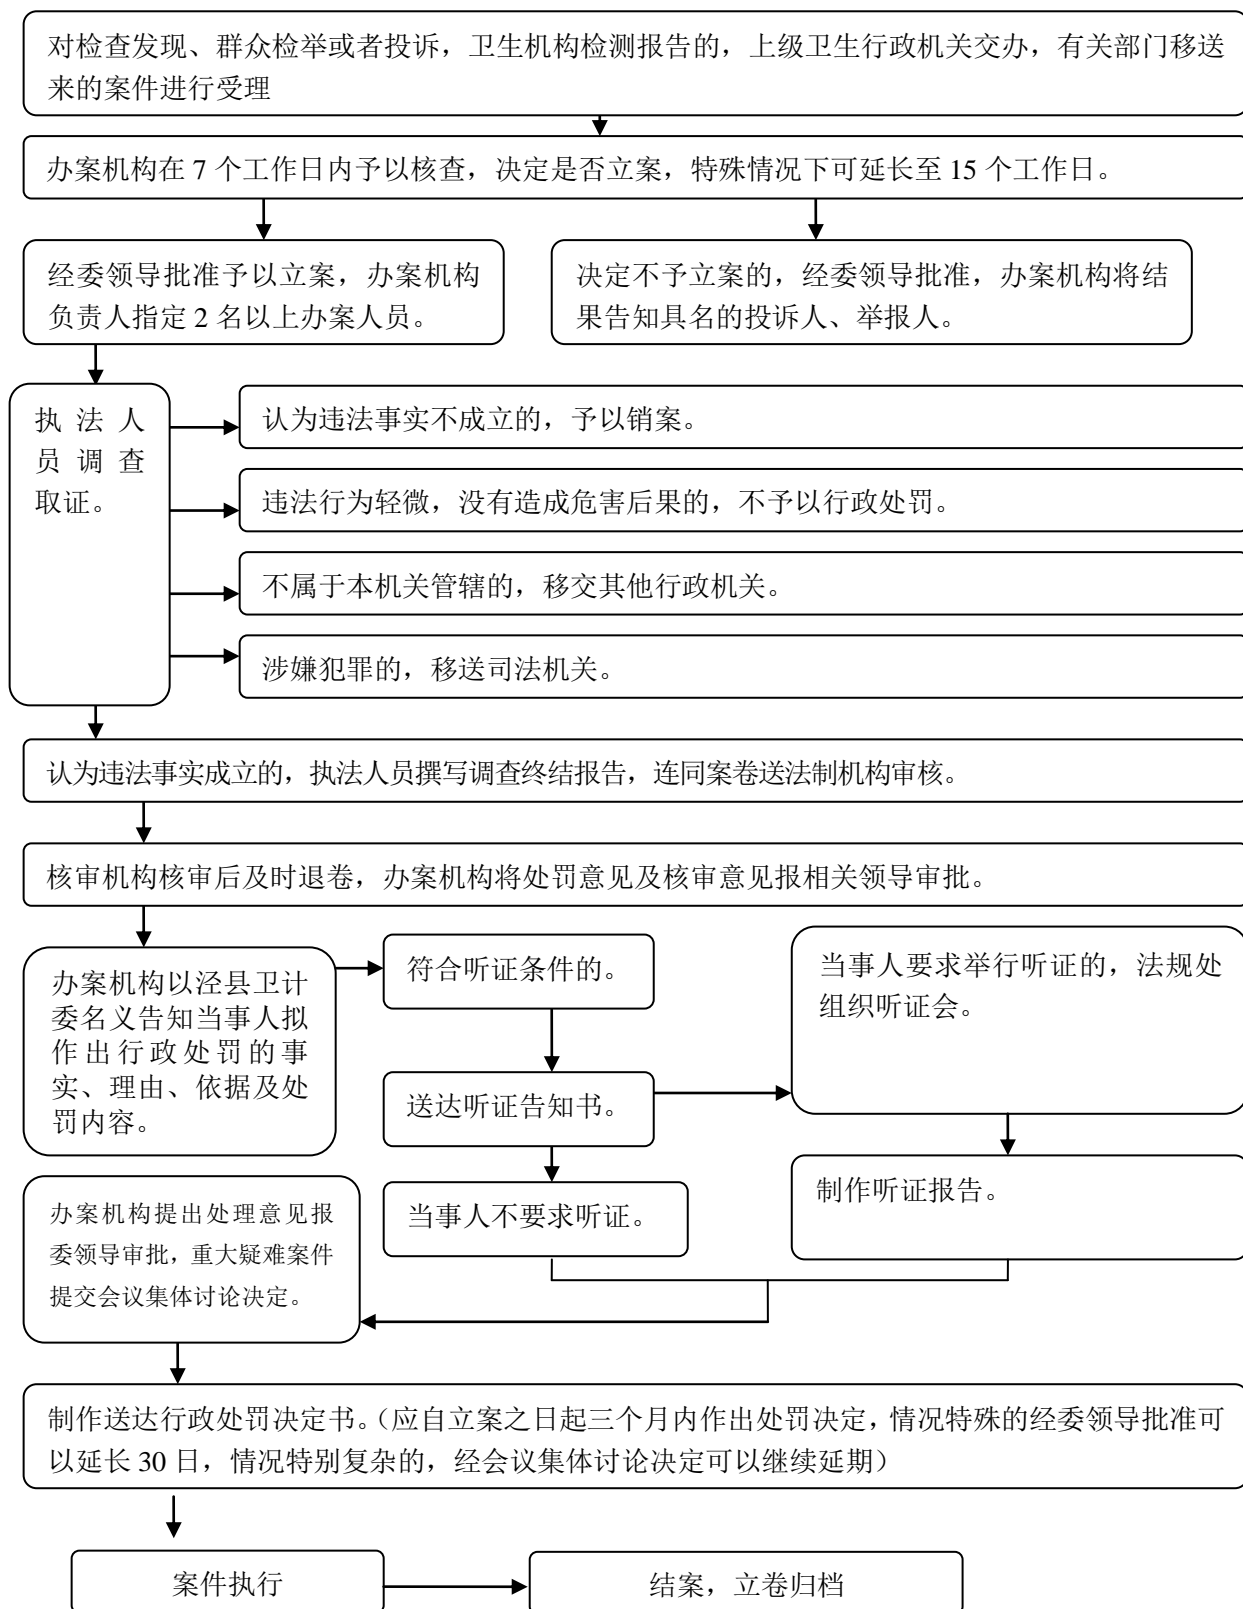 对检查发现、群众检举或者投诉，卫生机构检测报告的，上级卫生行政机关交办，有关部门移送
来的案件进行受理
办案机构在 7 个工作日内予以核查，决定是否立案，特殊情况下可延长至 15 个工作日。
经委领导批准予以立案，办案机构
负责人指定 2 名以上办案人员。
决定不予立案的，经委领导批准，办案机构将结
果告知具名的投诉人、举报人。
执法人
员调查
取证。
认为违法事实不成立的，予以销案。
违法行为轻微，没有造成危害后果的，不予以行政处罚。
不属于本机关管辖的，移交其他行政机关。
涉嫌犯罪的，移送司法机关。
认为违法事实成立的，执法人员撰写调查终结报告，连同案卷送法制机构审核。
核审机构核审后及时退卷，办案机构将处罚意见及核审意见报相关领导审批。
办案机构以泾县卫计
委名义告知当事人拟
作出行政处罚的事
实、理由、依据及处
罚内容。
符合听证条件的。
送达听证告知书。
当事人不要求听证。
当事人要求举行听证的，法规处
组织听证会。
制作听证报告。
办案机构提出处理意见报
委领导审批，重大疑难案件
提交会议集体讨论决定。
制作送达行政处罚决定书。（应自立案之日起三个月内作出处罚决定，情况特殊的经委领导批准可
以延长 30 日，情况特别复杂的，经会议集体讨论决定可以继续延期）
案件执行
结案，立卷归档